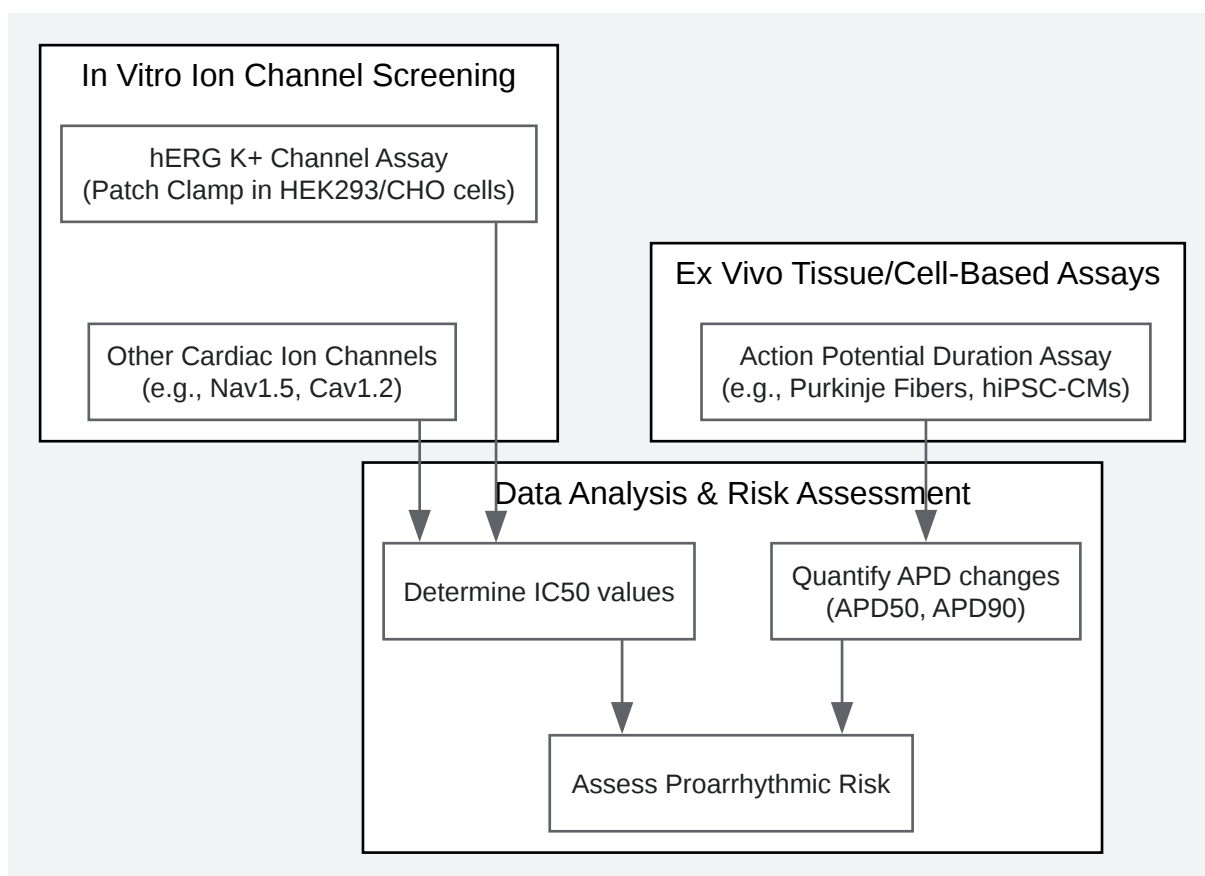 In Vitro Ion Channel Screening
hERG K+ Channel Assay
(Patch Clamp in HEK293/CHO cells)
Other Cardiac Ion Channels
(e.g., Nav1.5, Cav1.2)
Ex Vivo Tissue/Cell-Based Assays
Action Potential Duration Assay
(e.g., Purkinje Fibers, hiPSC-CMs)
Data Analysis & Risk Assessment
Determine IC50 values
Quantify APD changes
(APD50, APD90)
Assess Proarrhythmic Risk